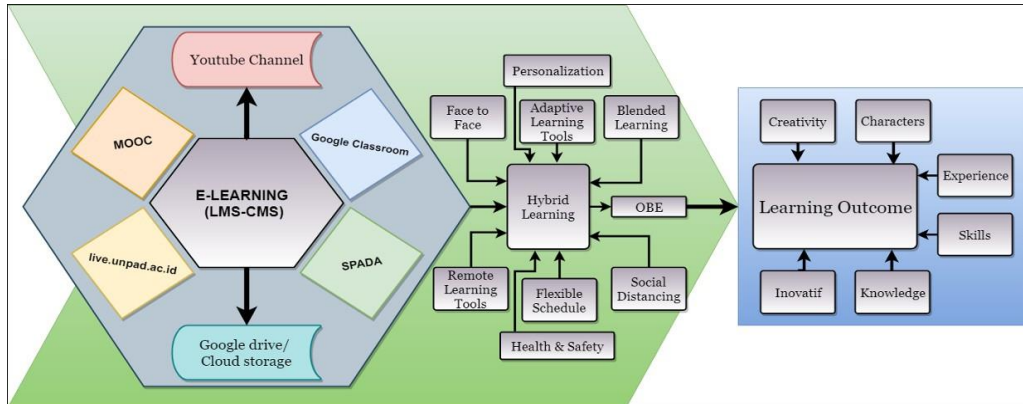 Youtube Channel
MOOC
Google Classroom
E-LEARNING
(LMS-CMS)
live.unpad.ac.id
SPADA
Google drive/
Cloud storage
Personalization
Face to
Face
Adaptive
Learning Tools
Blended
Learning
Hybrid
Learning
OBE
Remote
Learning
Tools
Flexible
Schedule
Social
Distancing
Health & Safety
Creativity
Characters
Experience
Learning Outcome
Skills
Inovatif
Knowledge